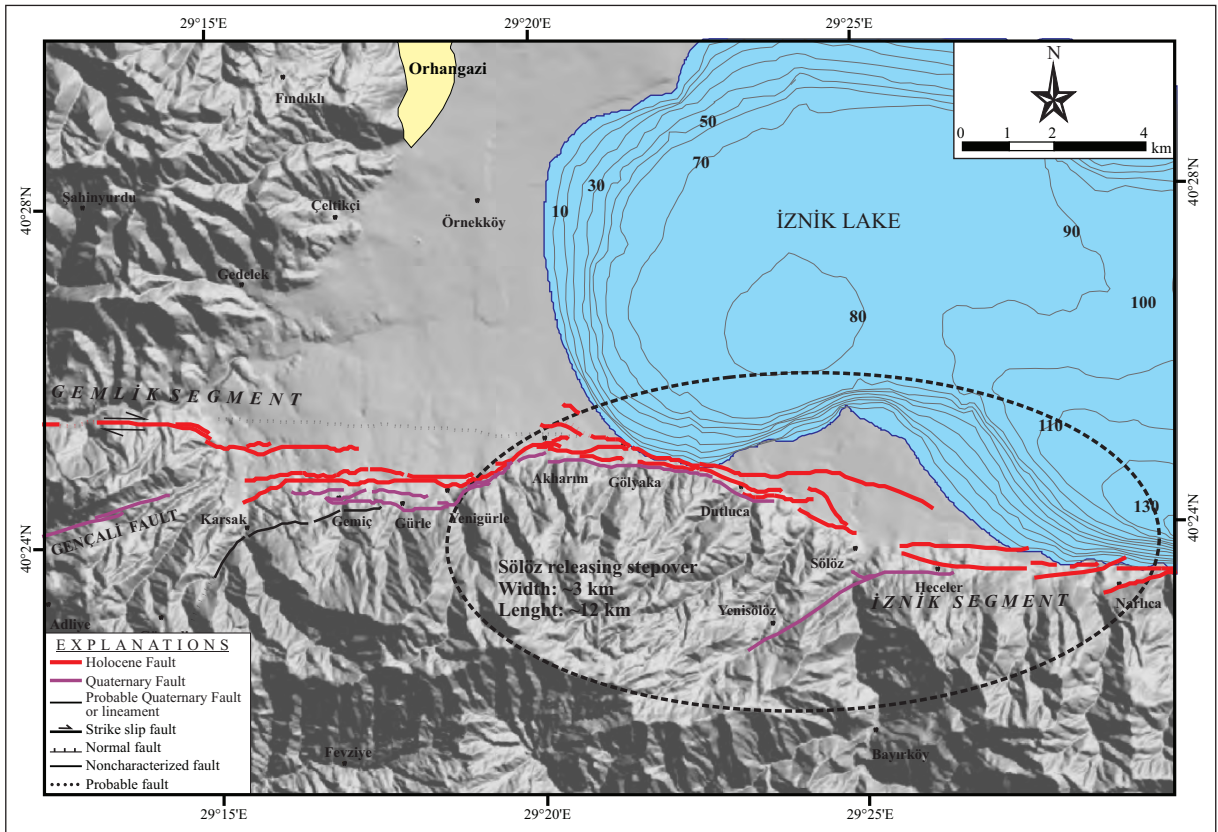 29°15'E 29°20'E 29°25'E
Orhangazi
N
Fındıklı
0 1 2 4
km
50
70
30
10
40°28'N
40°28'N
Şahinyurdu
Çeltikçi
Örnekköy
İZNİK LAKE
90
Gedelek
100
80
GEMLİK SEGMENT
110
130
Akharım
Gölyaka
Dutluca
Karsak
Gemiç
Gürle
Yenigürle
GENÇALİ FAULT
40°24'N
40°24'N
Sölöz
Heceler
Narlıca
Sölöz releasing stepover
Width: ~3 km
Lenght: ~12 km
İZNİK SEGMENT
Yenisölöz
Adliye
EXPLANATIONS
Holocene Fault
Quaternary Fault
Probable Quaternary Fault
or lineament
Strike slip fault
Normal fault
Noncharacterized fault
Probable fault
Fevziye
Bayırköy
29°15'E 29°20'E 29°25'E